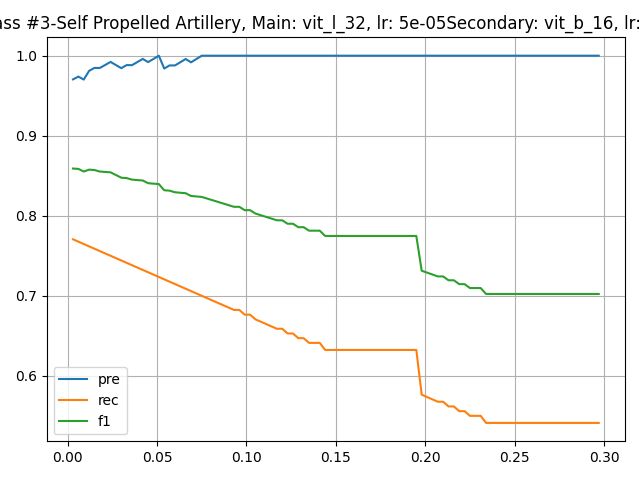 ass #3-Self Propelled Artillery, Main: vit_l_32, lr: 5e-05Secondary: vit_b_16, lr:
1.0
0.9
0.8
0.7
0.6
pre
rec
f1
0.00 0.05 0.10 0.15 0.20 0.25 0.30